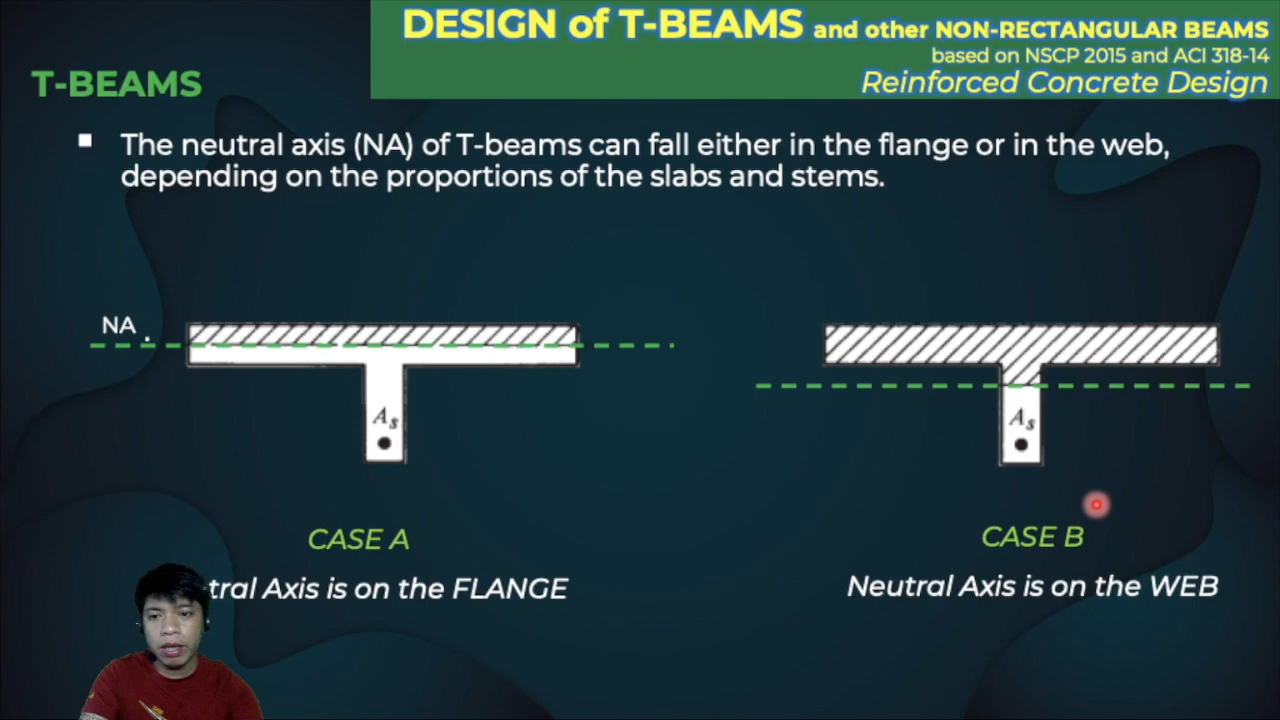 DESIGN of T-BEAMS and other NON-RECTANGULAR BEAMS
based on NSCP 2015 and ACI 318-14
Reinforced Concrete Design
T-BEAMS
The neutral axis (NA) of T-beams can fall either in the flange or in the web,
depending on the proportions of the slabs and stems.
NA
As
As
CASE A
CASE B
Axis is on the FLANGE
Neutral Axis is on the WEB